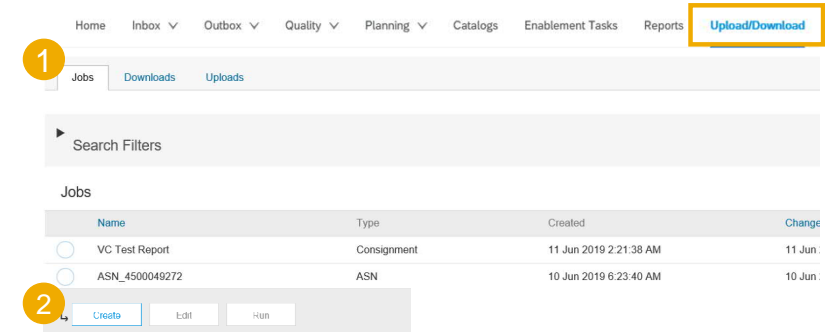 Home Inbox Outbox Quality Planning Catalogs Enablement Tasks Reports Upload/Download
1
Jobs Downloads Uploads
Search Filters
Jobs
Name Type Created Change
VC Test Report Consignment 11 Jun 2019 2:21:38 AM 11 Jun
ASN_4500049272 ASN 10 Jun 2019 6:23:40 AM 10 Jun
2
Create Edit Run